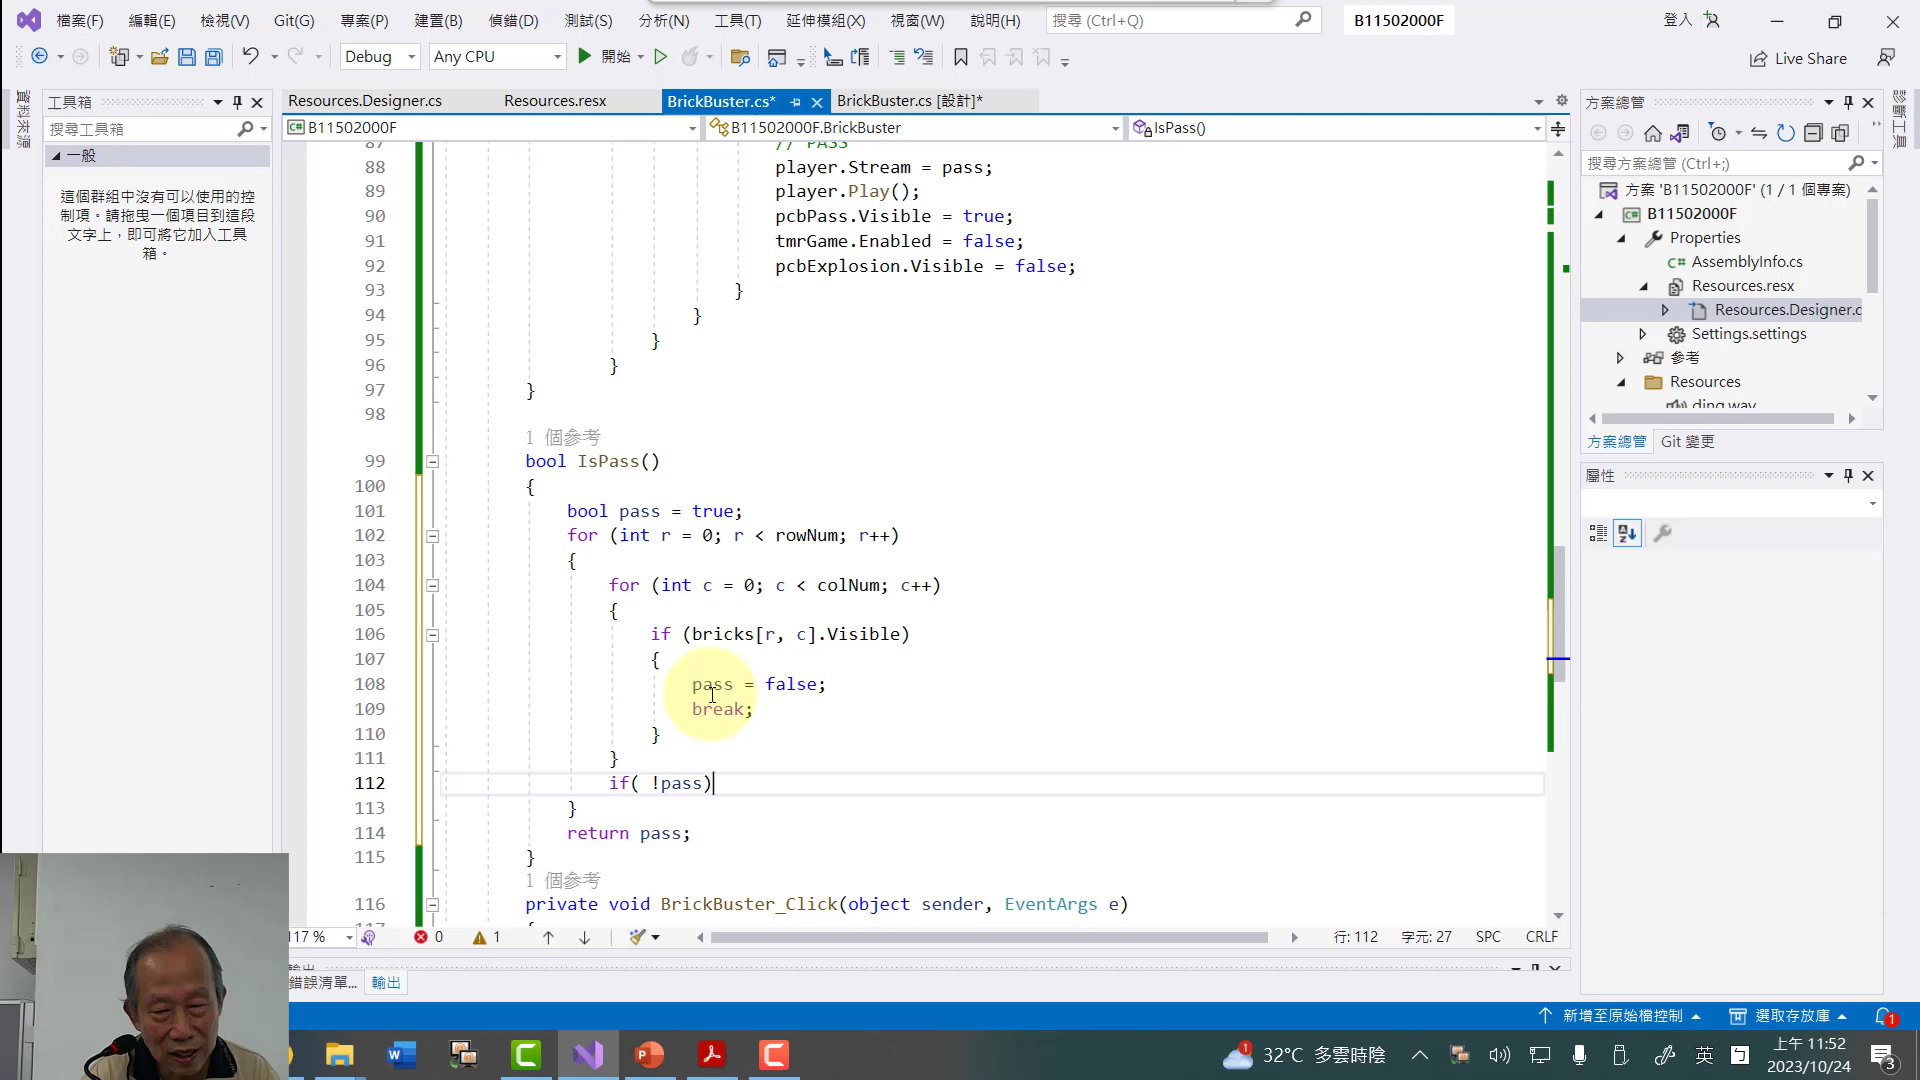 檔案(F) 編輯(E) 檢視(V) Git(G) 專案(P) 建置(B) 偵錯(D) 測試(S) 分析(N) 工具(T) 延伸模組(X) 視窗(W) 說明(H) 搜尋 (Ctrl+Q) B11502000F 登入
Debug Any CPU 開始 Live Share
資料來源
工具箱
搜尋工具箱
一般
這個群組中沒有可以使用的控
制項。請拖曳一個項目到這段
文字上，即可將它加入工具
箱。
Resources.Designer.cs Resources.resx BrickBuster.cs* BrickBuster.cs [設計]*
B11502000F B11502000F.BrickBuster IsPass()
87 // PASS
88 player.Stream = pass;
89 player.Play();
90 pcbPass.Visible = true;
91 tmrGame.Enabled = false;
92 pcbExplosion.Visible = false;
93 }
94 }
95 }
96 }
97 }
98
1 個參考
99 bool IsPass()
100 {
101 bool pass = true;
102 for (int r = 0; r < rowNum; r++)
103 {
104 for (int c = 0; c < colNum; c++)
105 {
106 if (bricks[r, c].Visible)
107 {
108 pass = false;
109 break;
110 }
111 }
112 if( !pass)
113 }
114 return pass;
115 }
1 個參考
116 private void BrickBuster_Click(object sender, EventArgs e)
117 {
117 % 0 1 行: 112 字元: 27 SPC CRLF
輸出
錯誤清單... 輸出
方案總管
搜尋方案總管 (Ctrl+;)
方案 'B11502000F' (1 / 1 個專案)
B11502000F
Properties
AssemblyInfo.cs
Resources.resx
Resources.Designer.c
Settings.settings
參考
Resources
ding.wav
方案總管 Git 變更
屬性
診斷工具
新增至原始檔控制 選取存放庫 1
1 32°C 多雲時陰 英 上午 11:52
2023/10/24 3